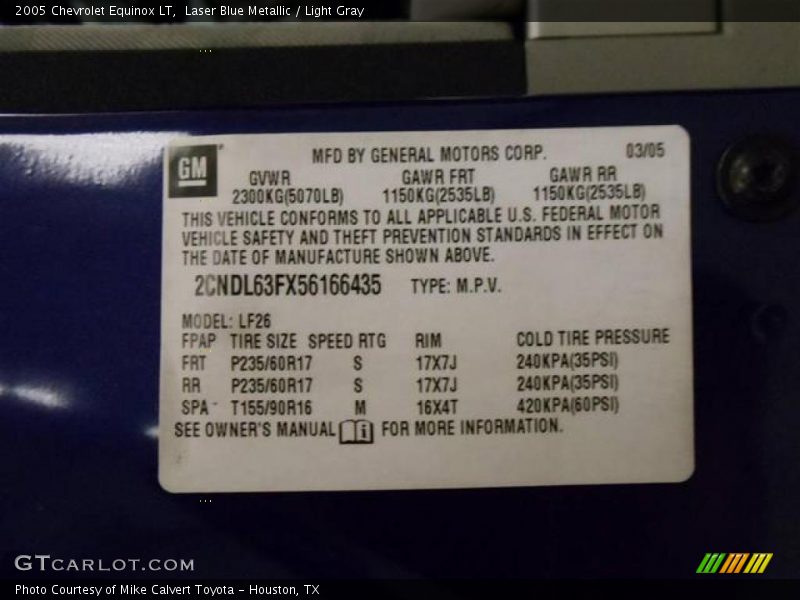 2005 Chevrolet Equinox LT,  Laser Blue Metallic / Light Gray
GM MFD BY GENERAL MOTORS CORP. 03/05
GVWR GAWR FRT GAWR RR
2300KG(5070LB) 1150KG(2535LB) 1150KG(2535LB)
THIS VEHICLE CONFORMS TO ALL APPLICABLE U.S. FEDERAL MOTOR
VEHICLE SAFETY AND THEFT PREVENTION STANDARDS IN EFFECT ON
THE DATE OF MANUFACTURE SHOWN ABOVE.
2CNDL63FX56166435 TYPE: M.P.V.
MODEL: LF26
FPAP TIRE SIZE SPEED RTG RIM COLD TIRE PRESSURE
FRT P235/60R17 S 17X7J 240KPA(35PSI)
RR P235/60R17 S 17X7J 240KPA(35PSI)
SPA T155/90R16 M 16X4T 420KPA(60PSI)
SEE OWNER'S MANUAL i FOR MORE INFORMATION.
GTCARLOT.COM
Photo Courtesy of Mike Calvert Toyota - Houston, TX